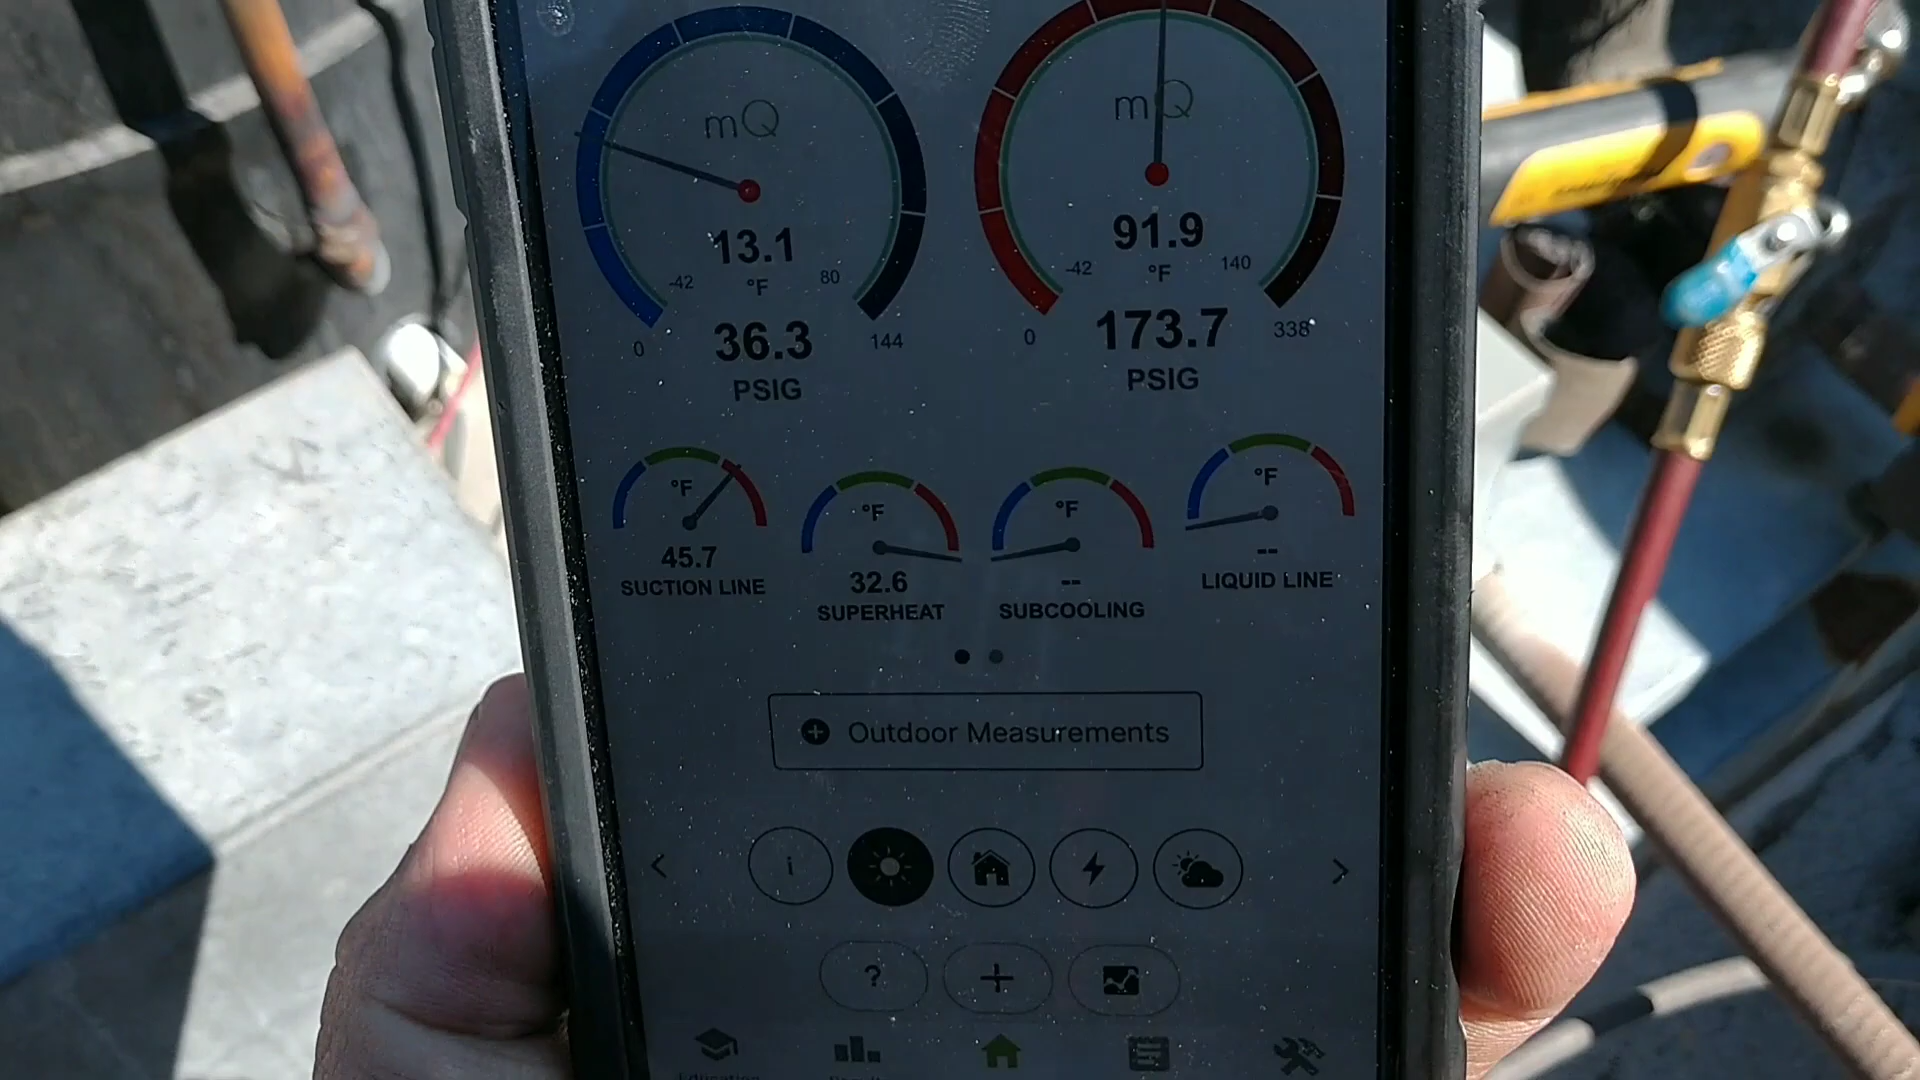 mQ
mQ
13.1
91.9
-42
°F
80
-42
°F
140
36.3
173.7
0
144
0
338
PSIG
PSIG
°F
°F
°F
°F
45.7
SUCTION LINE
32.6
SUPERHEAT
--
SUBCOOLING
--
LIQUID LINE
Outdoor Measurements
i
?